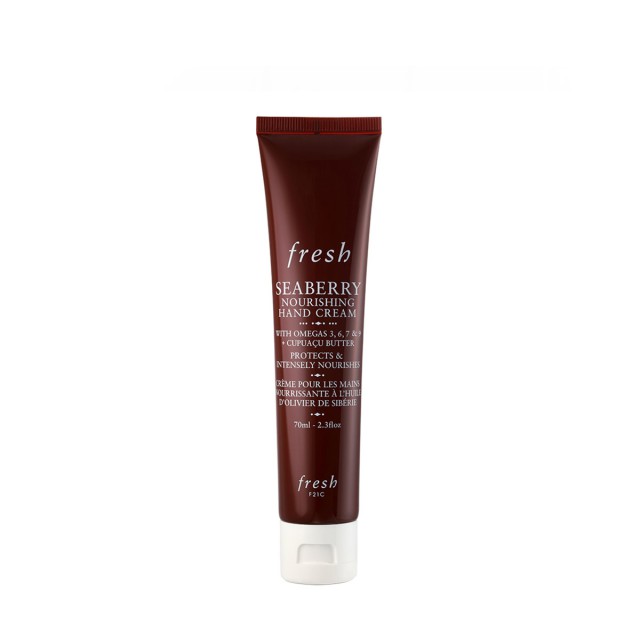 fresh
SEABERRY
NOURISHING
HAND CREAM
WITH OMEGAS 3, 6, 7 & 9
+ CUPUAÇU BUTTER
PROTECTS &
INTENSELY NOURISHES
CRÈME POUR LES MAINS
NOURRISSANTE À L'HUILE
D'OLIVIER DE SIBÉRIE
70ml - 2.3floz
fresh
F21C